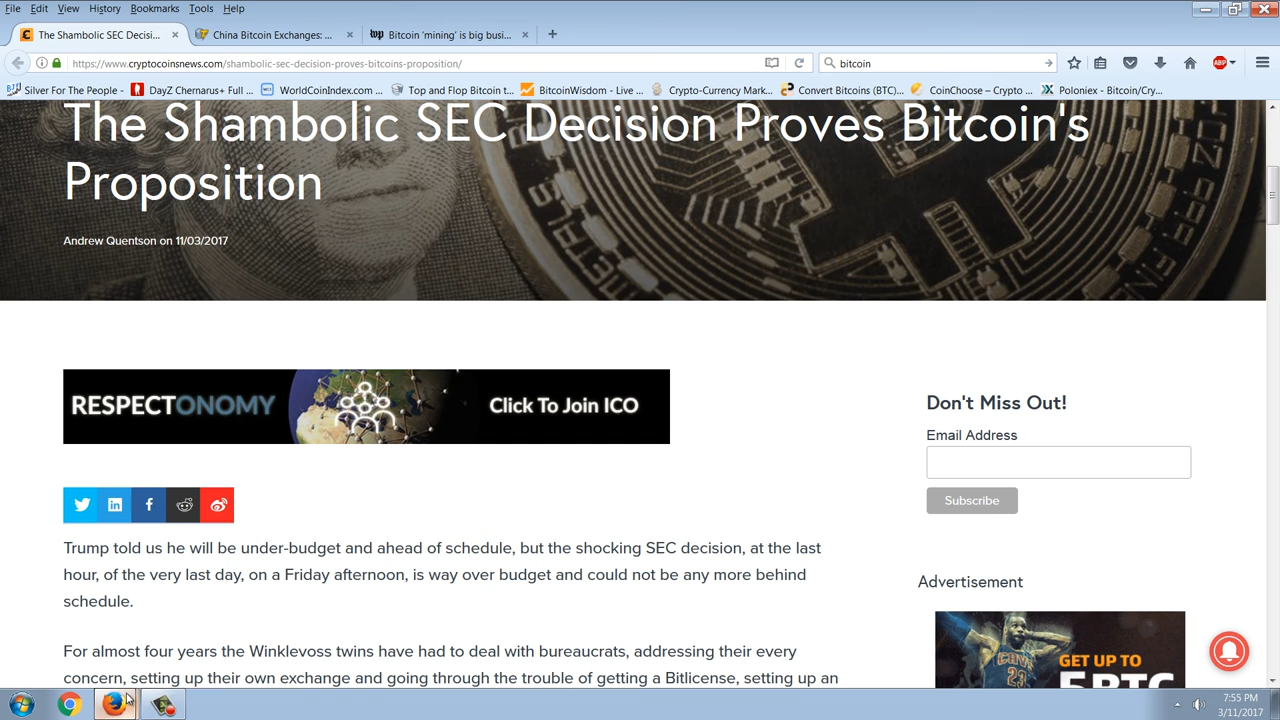 File Edit View History Bookmarks Tools Help
The Shambolic SEC Decisi... × China Bitcoin Exchanges: ... × wp Bitcoin 'mining' is big busi... × +
https://www.cryptocoinsnews.com/shambolic-sec-decision-proves-bitcoins-proposition/ bitcoin ABP
Silver For The People - ... DayZ Chernarus+ Full ... WorldCoinIndex.com ... Top and Flop Bitcoin t... BitcoinWisdom - Live ... Crypto-Currency Mark... Convert Bitcoins (BTC)... CoinChoose – Crypto ... Poloniex - Bitcoin/Cry...
The Shambolic SEC Decision Proves Bitcoin's
Proposition
Andrew Quentson on 11/03/2017
RESPECTONOMY Click To Join ICO
Don't Miss Out!
Email Address
Subscribe
Trump told us he will be under-budget and ahead of schedule, but the shocking SEC decision, at the last
hour, of the very last day, on a Friday afternoon, is way over budget and could not be any more behind
schedule.
Advertisement
For almost four years the Winklevoss twins have had to deal with bureaucrats, addressing their every
concern, setting up their own exchange and going through the trouble of getting a Bitlicense, setting up an
GET UP TO
5BTC
23
7:55 PM
3/11/2017